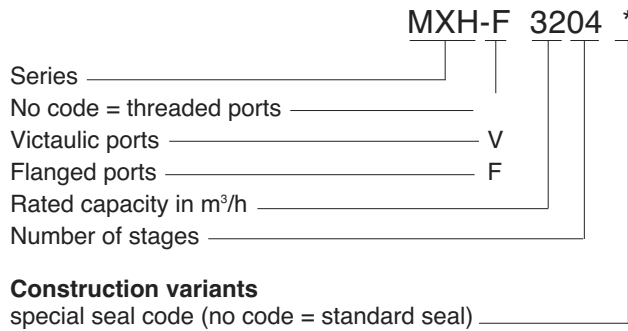 MXH-F 3204 *
Series
No code = threaded ports
Victaulic ports V
Flanged ports F
Rated capacity in m³/h
Number of stages
Construction variants
special seal code (no code = standard seal)